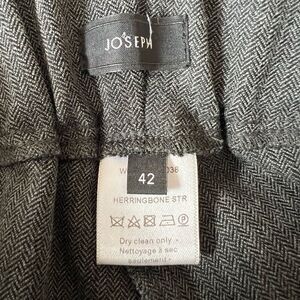 JOSEPH
42
HERRINGBONE STR
Dry clean only -
Nettoyage à sec
seulement -